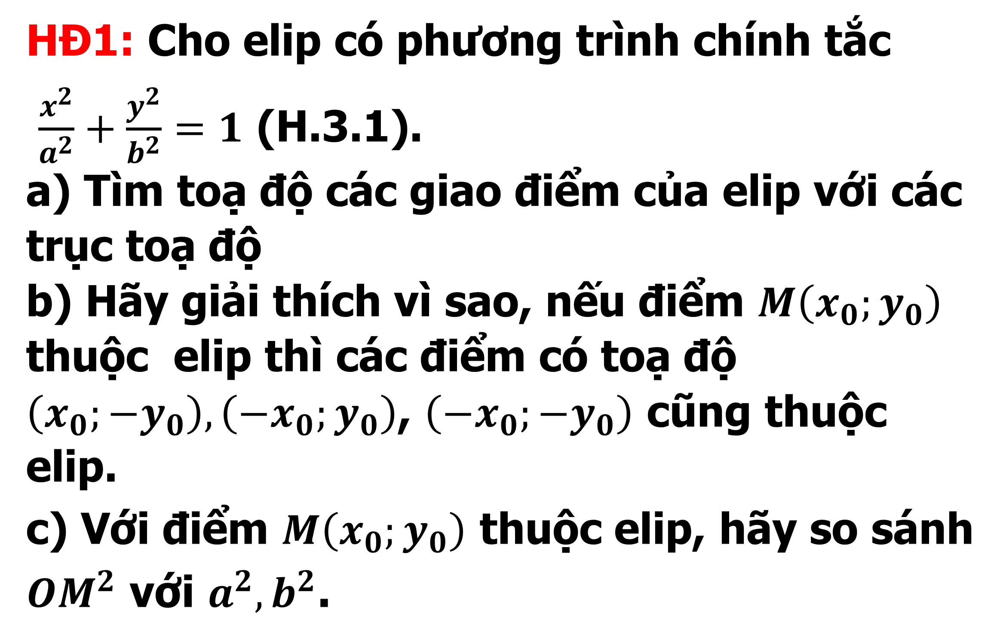 HĐ1: Cho elip có phương trình chính tắc
$\frac{x^2}{a^2} + \frac{y^2}{b^2} = 1$ (H.3.1).
a) Tìm toạ độ các giao điểm của elip với các
trục toạ độ
b) Hãy giải thích vì sao, nếu điểm $M(x_0; y_0)$
thuộc  elip thì các điểm có toạ độ
$(x_0; -y_0), (-x_0; y_0)$, $(-x_0; -y_0)$ cũng thuộc
elip.
c) Với điểm $M(x_0; y_0)$ thuộc elip, hãy so sánh
$OM^2$ với $a^2, b^2$.